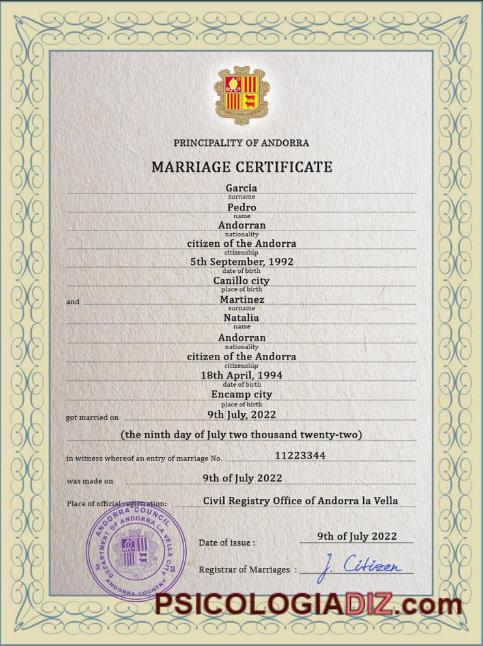 PRINCIPALITY OF ANDORRA
MARRIAGE CERTIFICATE
Garcia
surname
Pedro
name
Andorran
nationality
citizen of the Andorra
citizenship
5th September, 1992
date of birth
Canillo city
place of birth
and
Martinez
surname
Natalia
name
Andorran
nationality
citizen of the Andorra
citizenship
18th April, 1994
date of birth
Encamp city
place of birth
got married on 9th July, 2022
(the ninth day of July two thousand twenty-two)
in witness whereof an entry of marriage No. 11223344
was made on 9th of July 2022
Place of official registration: Civil Registry Office of Andorra la Vella
ANDORRA COUNCIL
DEPARTMENT OF ANDORRA LA VELLA CITY
ANDORRA COUNTRY
Date of Issue : 9th of July 2022
Registrar of Marriages : J. Citizen
PSICOLOGIADIZ.com